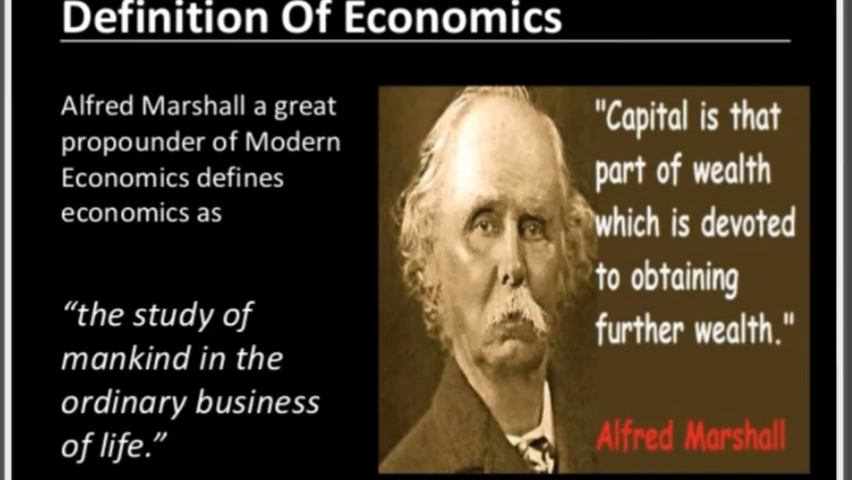 Definition Of Economics
Alfred Marshall a great
propounder of Modern
Economics defines
economics as
“the study of
mankind in the
ordinary business
of life.”
"Capital is that
part of wealth
which is devoted
to obtaining
further wealth."
Alfred Marshall